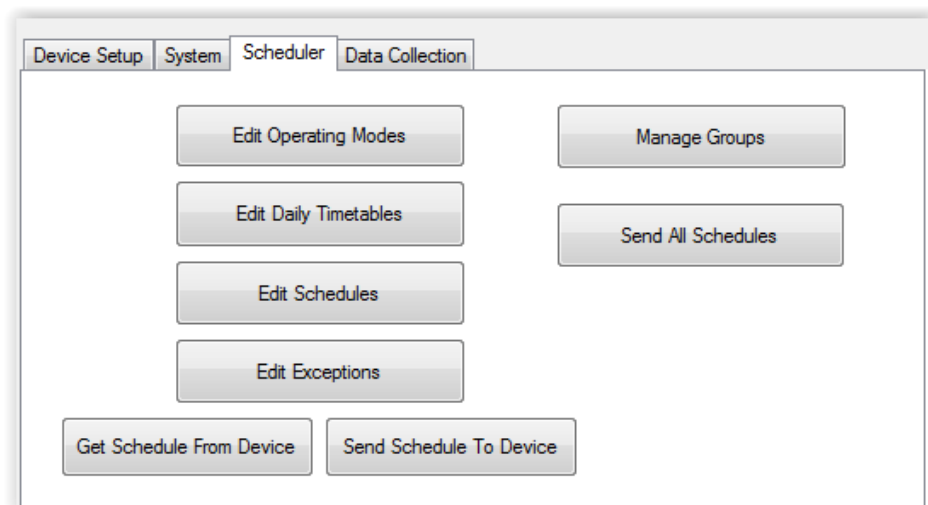 Device Setup System Scheduler Data Collection
Edit Operating Modes
Manage Groups
Edit Daily Timetables
Send All Schedules
Edit Schedules
Edit Exceptions
Get Schedule From Device
Send Schedule To Device